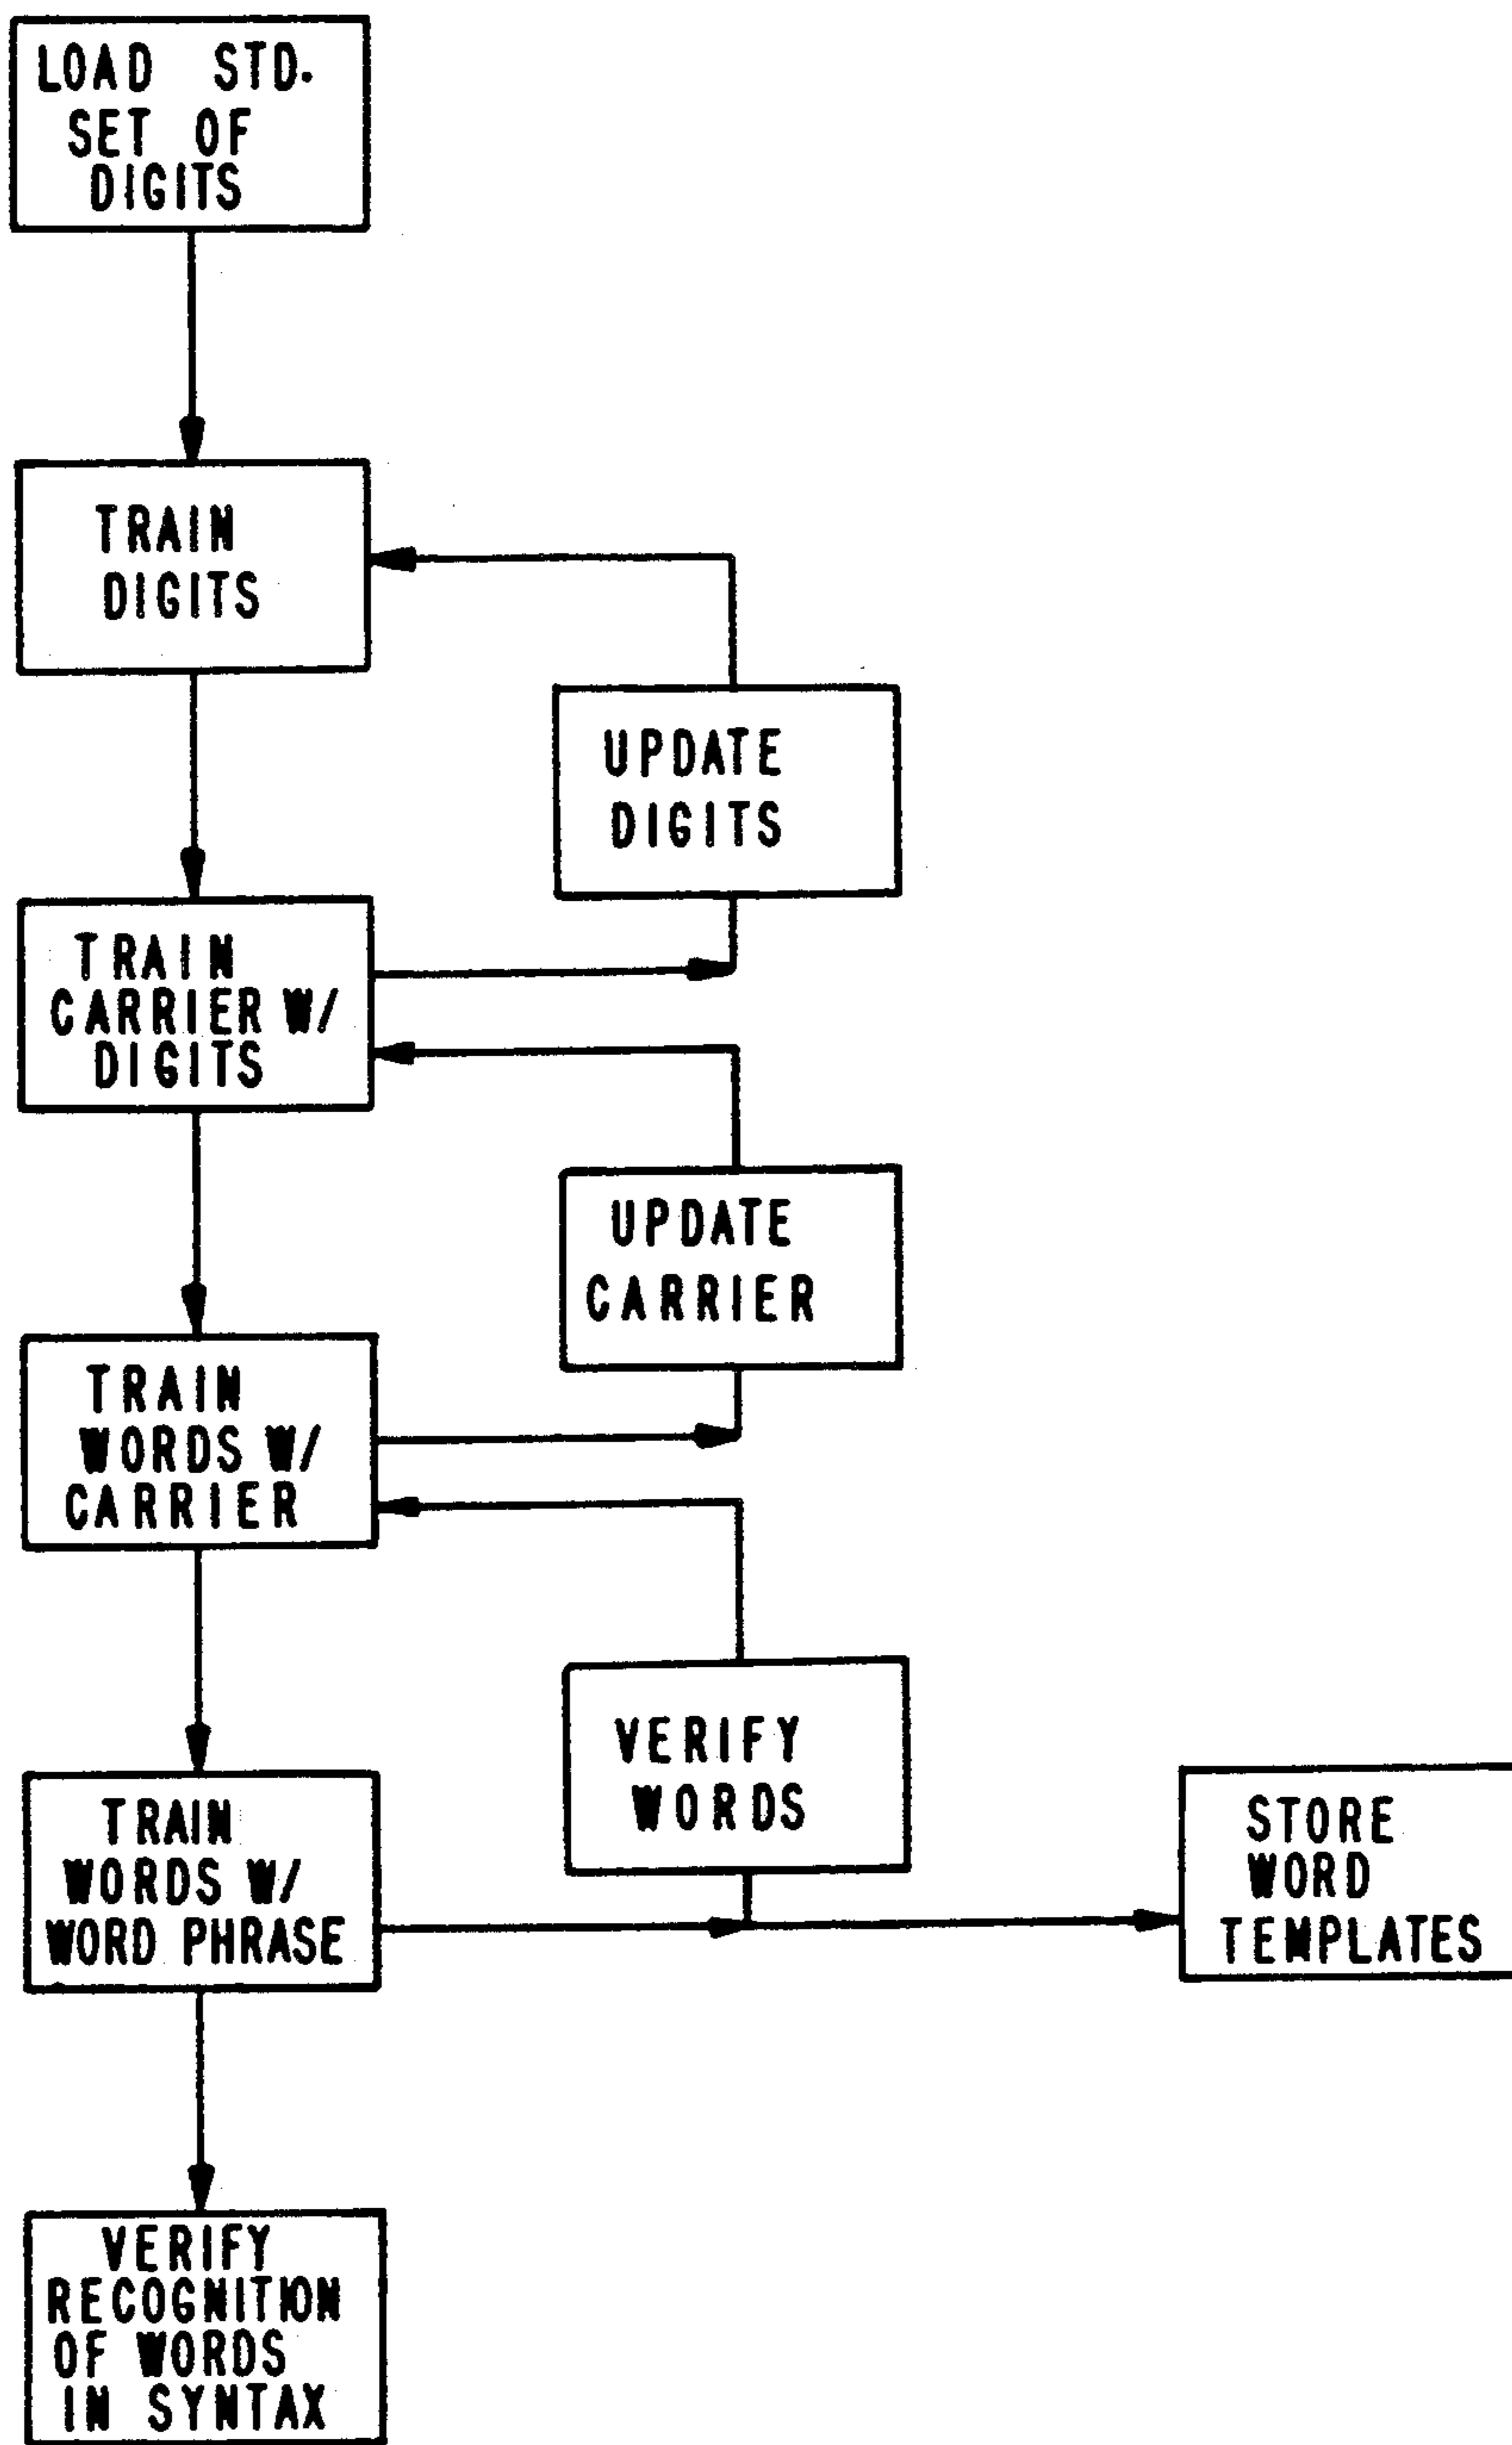 LOAD STD.
SET OF
DIGITS
TRAIN
DIGITS
UPDATE
DIGITS
TRAIN
CARRIER W/
DIGITS
UPDATE
CARRIER
TRAIN
WORDS W/
CARRIER
VERIFY
WORDS
TRAIN
WORDS W/
WORD PHRASE
STORE
WORD
TEMPLATES
VERIFY
RECOGNITION
OF WORDS
IN SYNTAX